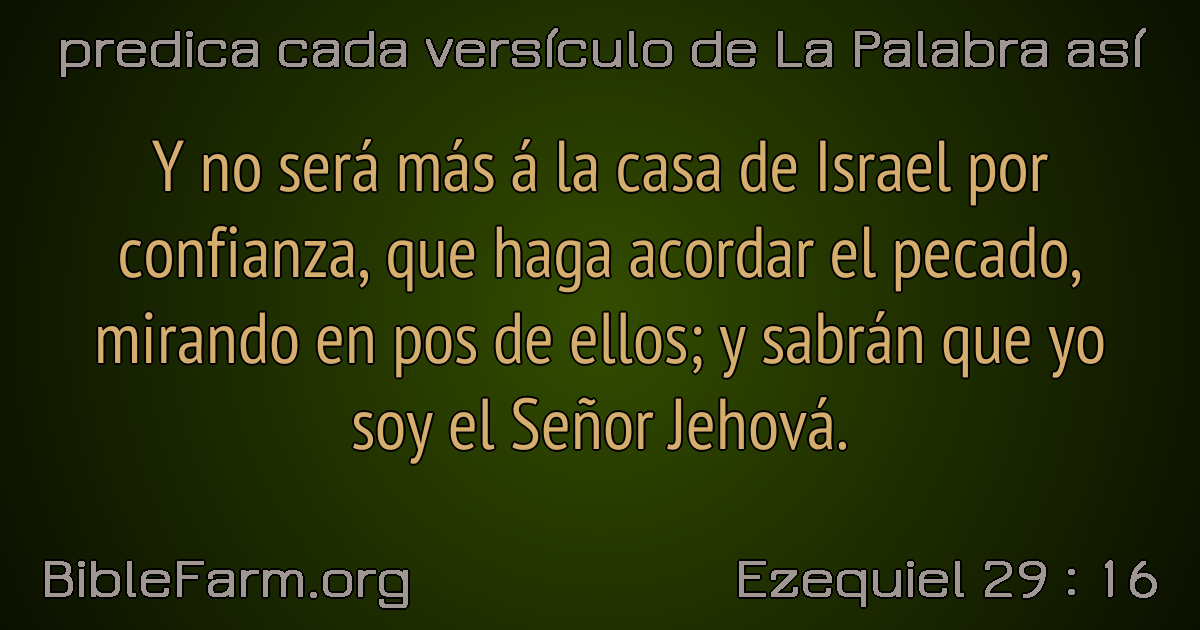 predica cada versículo de La Palabra así
Y no será más á la casa de Israel por
confianza, que haga acordar el pecado,
mirando en pos de ellos; y sabrán que yo
soy el Señor Jehová.
BibleFarm.org
Ezequiel 29 : 16